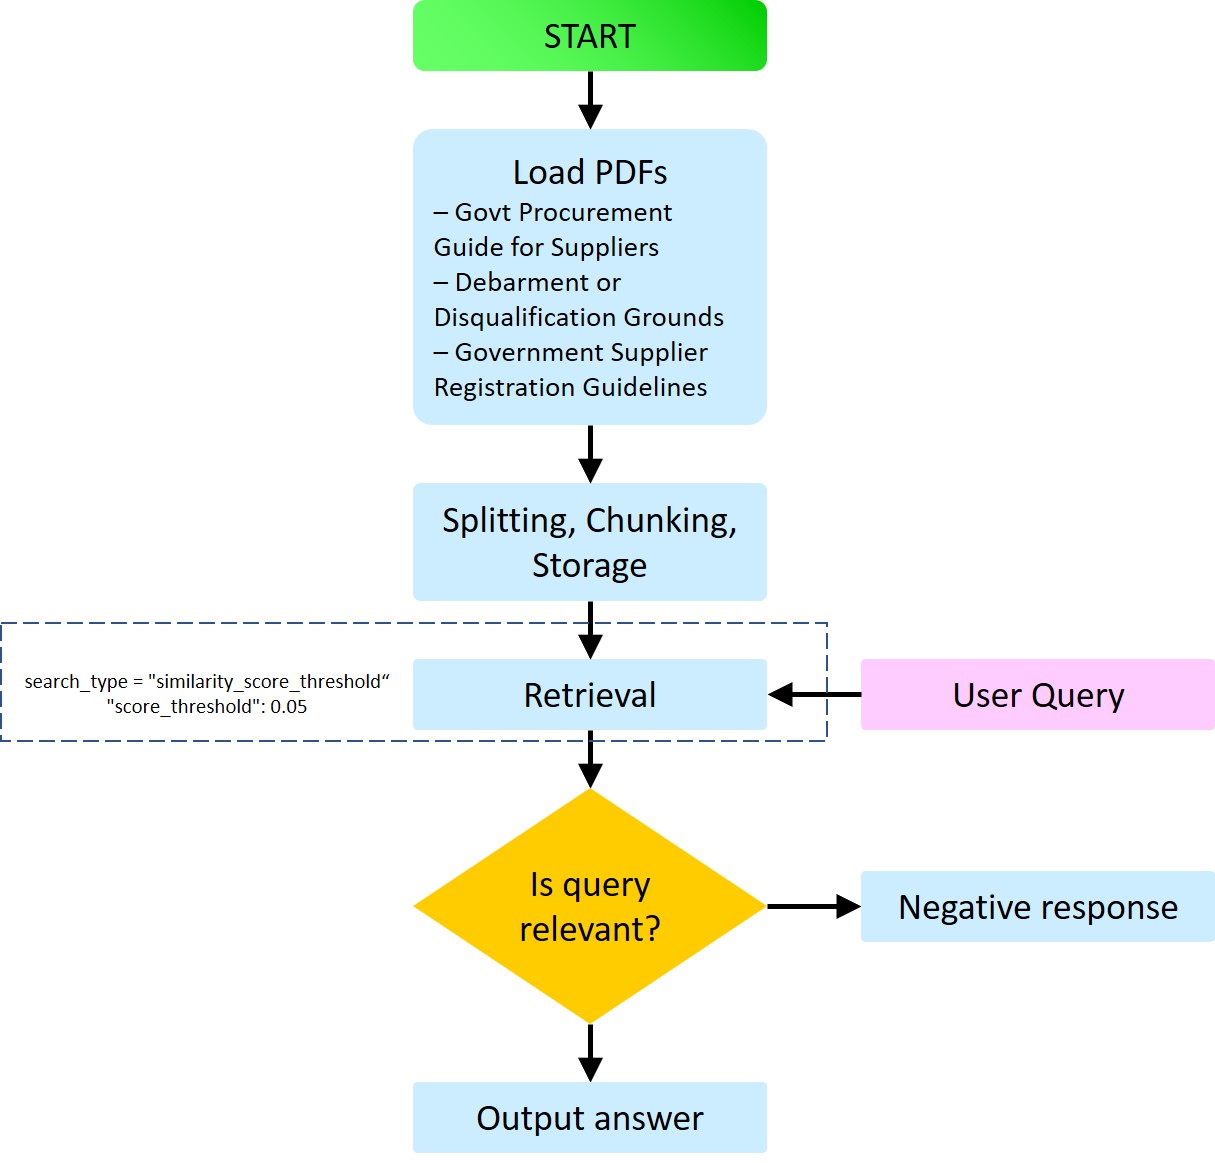 START
Load PDFs
– Govt Procurement
Guide for Suppliers
– Debarment or
Disqualification Grounds
– Government Supplier
Registration Guidelines
Splitting, Chunking,
Storage
search_type = "similarity_score_threshold“
"score_threshold": 0.05
Retrieval
User Query
Is query
relevant?
Negative response
Output answer